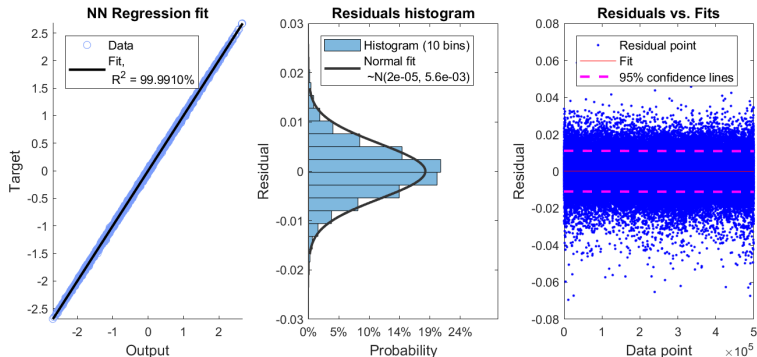 NN Regression fit
Data
Fit,
R² = 99.9910%
2.5
2
1.5
1
0.5
0
-0.5
-1
-1.5
-2
-2.5
-2
-1
0
1
2
Target
Output
Residuals histogram
Histogram (10 bins)
Normal fit
~N(2e-05, 5.6e-03)
0.03
0.02
0.01
0
-0.01
-0.02
-0.03
0%
5%
10%
14%
19%
24%
Residual
Probability
Residuals vs. Fits
Residual point
Fit
95% confidence lines
0.08
0.06
0.04
0.02
0
-0.02
-0.04
-0.06
-0.08
0
1
2
3
4
5
×10⁵
Residual
Data point